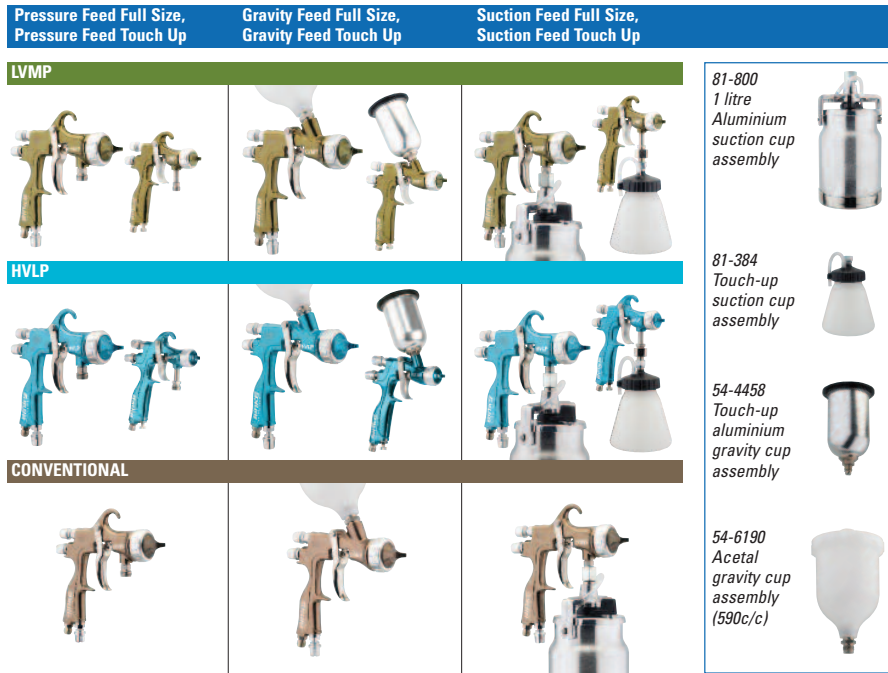 Pressure Feed Full Size,
Pressure Feed Touch Up
Gravity Feed Full Size,
Gravity Feed Touch Up
Suction Feed Full Size,
Suction Feed Touch Up
LVMP
HVLP
HVLP
HVLP
CONVENTIONAL
81-800
1 litre
Aluminium
suction cup
assembly
81-384
Touch-up
suction cup
assembly
54-4458
Touch-up
aluminium
gravity cup
assembly
54-6190
Acetal
gravity cup
assembly
(590c/c)